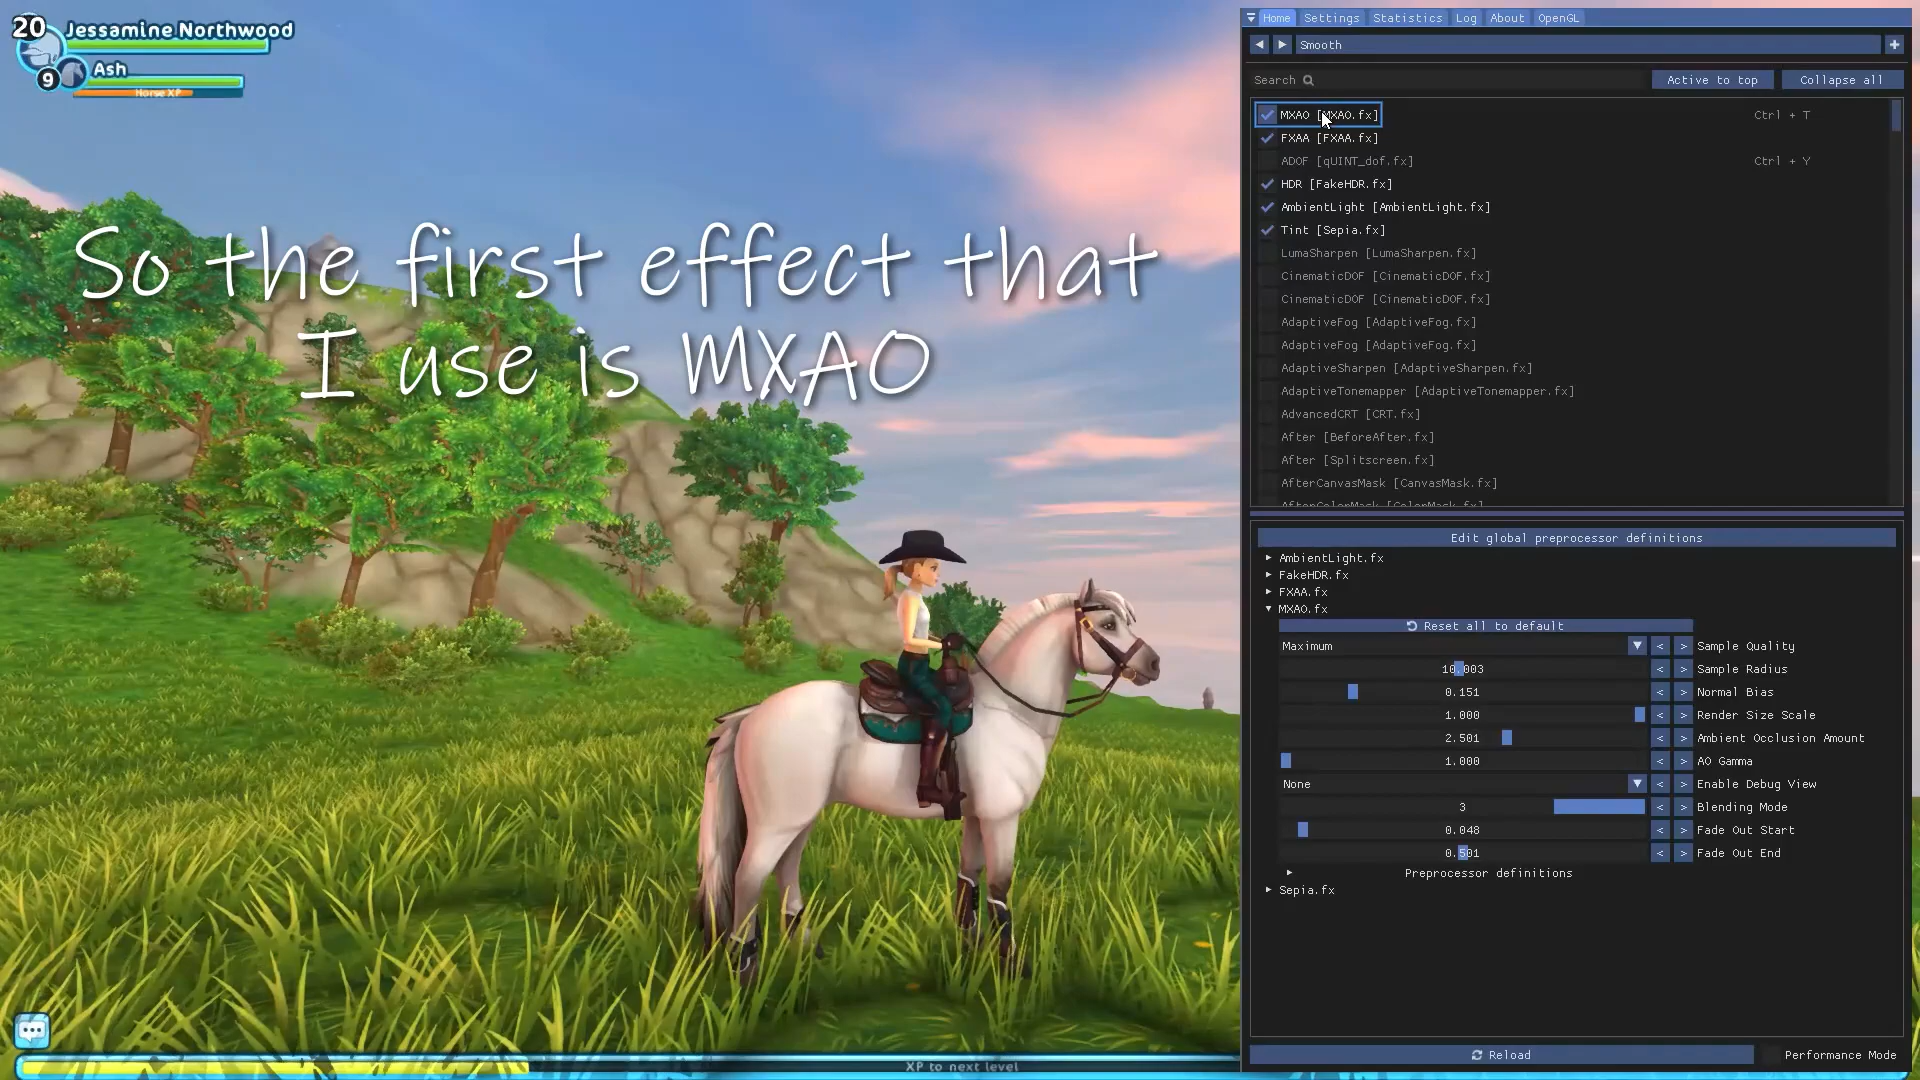 20 Jessamine Northwood
9 Ash
Horse XP
So the first effect that
I use is MXAO
XP to next level
Home Settings Statistics Log About OpenGL
Smooth
Search Active to top Collapse all
MXAO [MXAO.fx] Ctrl + T
FXAA [FXAA.fx]
ADOF [qUINT_dof.fx] Ctrl + Y
HDR [FakeHDR.fx]
AmbientLight [AmbientLight.fx]
Tint [Sepia.fx]
LumaSharpen [LumaSharpen.fx]
CinematicDOF [CinematicDOF.fx]
CinematicDOF [CinematicDOF.fx]
AdaptiveFog [AdaptiveFog.fx]
AdaptiveFog [AdaptiveFog.fx]
AdaptiveSharpen [AdaptiveSharpen.fx]
AdaptiveTonemapper [AdaptiveTonemapper.fx]
AdvancedCRT [CRT.fx]
After [BeforeAfter.fx]
After [Splitscreen.fx]
AfterCanvasMask [CanvasMask.fx]
AfterColorMask [ColorMask.fx]
Edit global preprocessor definitions
AmbientLight.fx
FakeHDR.fx
FXAA.fx
MXAO.fx
Reset all to default
Maximum < > Sample Quality
10.003 < > Sample Radius
0.151 < > Normal Bias
1.000 < > Render Size Scale
2.501 < > Ambient Occlusion Amount
1.000 < > AO Gamma
None < > Enable Debug View
3 < > Blending Mode
0.048 < > Fade Out Start
0.501 < > Fade Out End
Preprocessor definitions
Sepia.fx
Reload Performance Mode